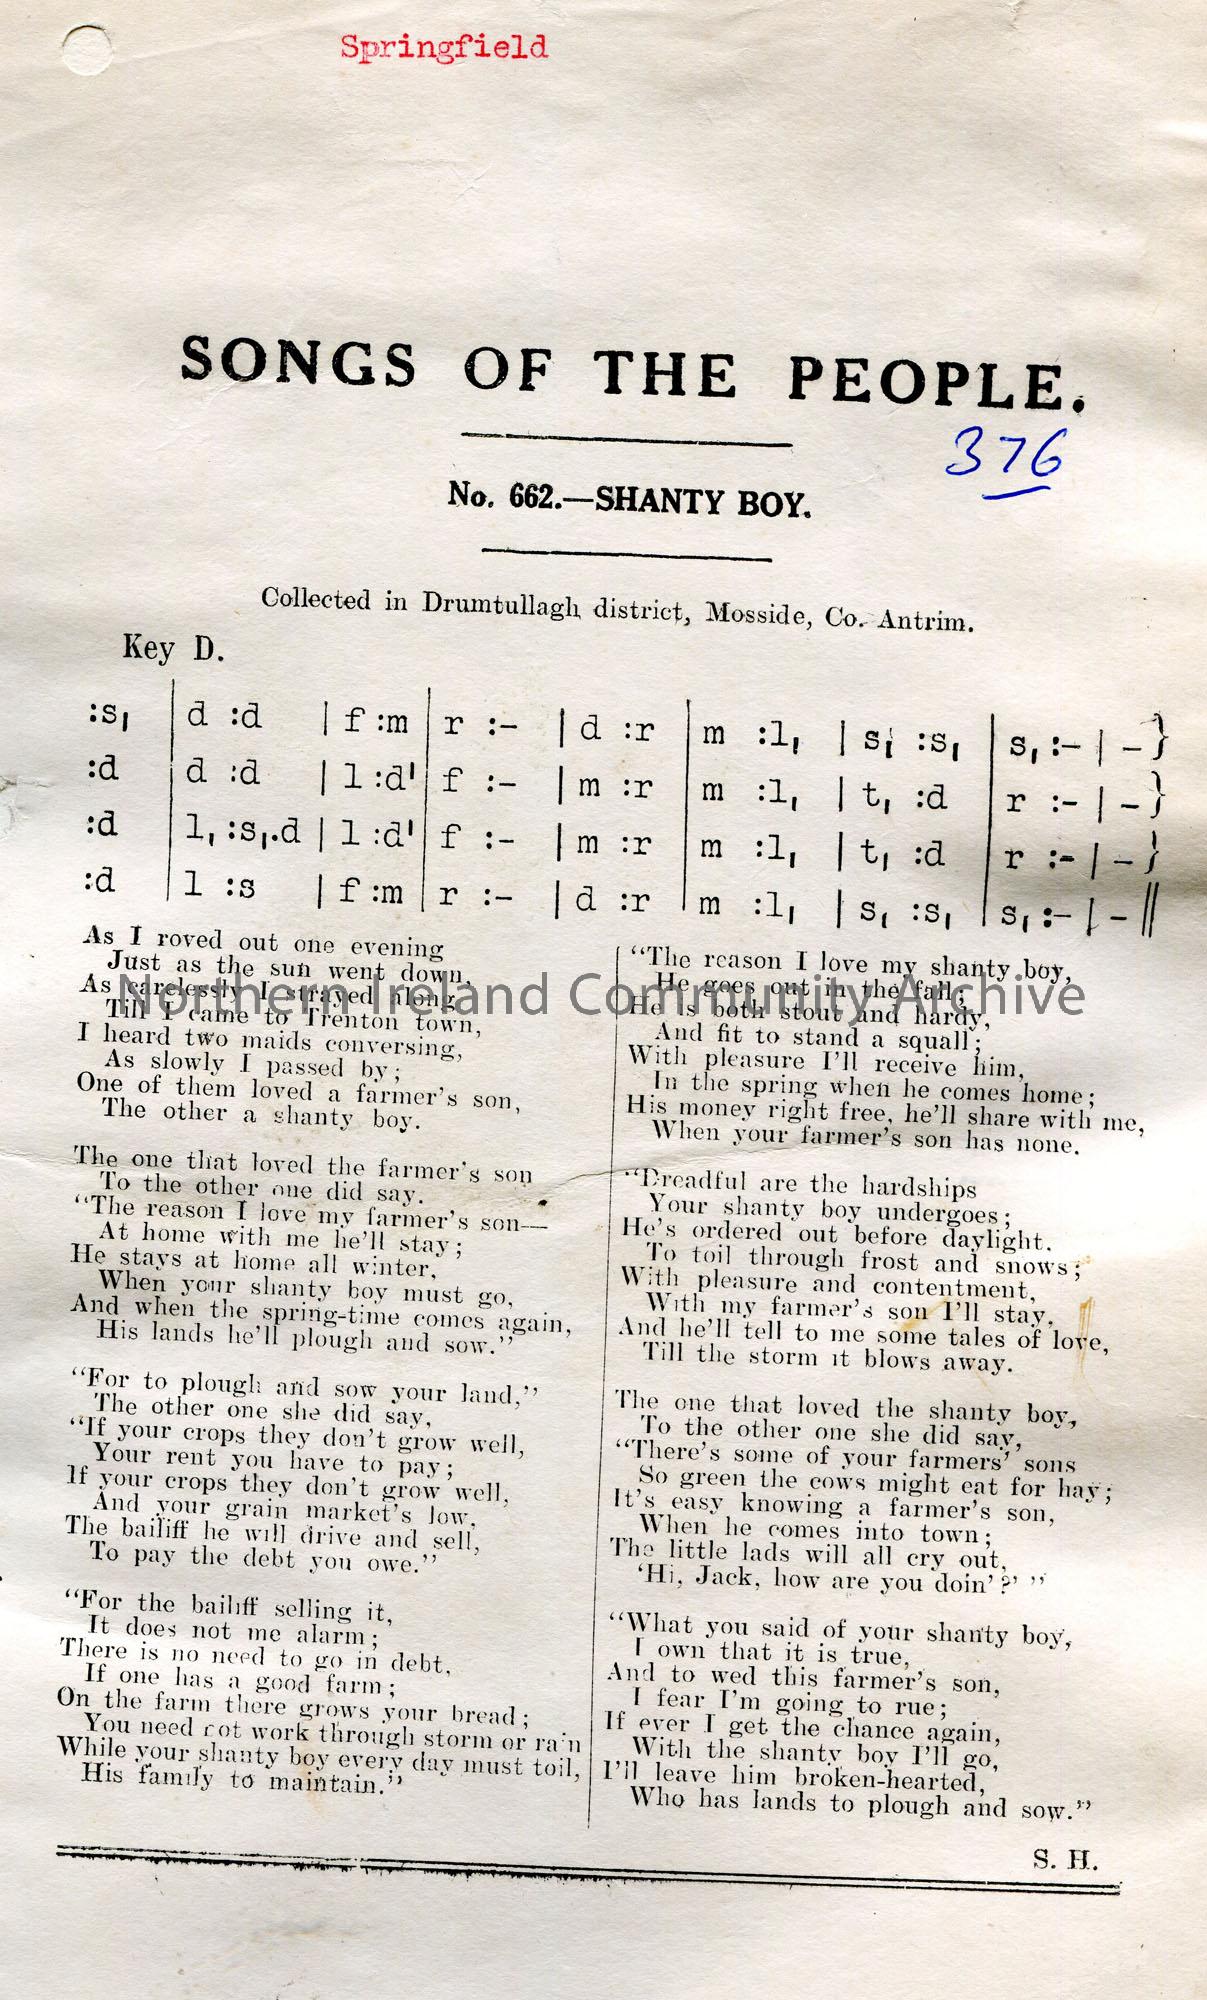 Springfield
SONGS OF THE PEOPLE.
376
No. 662.—SHANTY BOY.
Collected in Drumtullagh district, Mosside, Co. Antrim.
Key D.
:s₁ | d :d | f :m | r :- | d :r | m :l₁ | s₁ :s₁ | s₁ :- | - }
:d | d :d | l :d' | f :- | m :r | m :l₁ | t₁ :d | r :- | - }
:d | l₁ :s₁.d | l :d' | f :- | m :r | m :l₁ | t₁ :d | r :- | - }
:d | l :s | f :m | r :- | d :r | m :l₁ | s₁ :s₁ | s₁ :- | - ||
As I roved out one evening
Just as the sun went down,
As carelessly I strayed along,
Till I came to Trenton town,
I heard two maids conversing,
As slowly I passed by;
One of them loved a farmer's son,
The other a shanty boy.
The one that loved the farmer's son
To the other one did say.
"The reason I love my farmer's son—
At home with me he'll stay;
He stays at home all winter,
When your shanty boy must go,
And when the spring-time comes again,
His lands he'll plough and sow."
"For to plough and sow your land,"
The other one she did say,
"If your crops they don't grow well,
Your rent you have to pay;
If your crops they don't grow well,
And your grain market's low,
The bailiff he will drive and sell,
To pay the debt you owe."
"For the bailiff selling it,
It does not me alarm;
There is no need to go in debt,
If one has a good farm;
On the farm there grows your bread;
You need not work through storm or rain
While your shanty boy every day must toil,
His family to maintain."
"The reason I love my shanty boy,
He goes out in the fall;
He is both stout and hardy,
And fit to stand a squall;
With pleasure I'll receive him,
In the spring when he comes home;
His money right free, he'll share with me,
When your farmer's son has none.
"Dreadful are the hardships
Your shanty boy undergoes;
He's ordered out before daylight.
To toil through frost and snows;
With pleasure and contentment,
With my farmer's son I'll stay,
And he'll tell to me some tales of love,
Till the storm it blows away.
The one that loved the shanty boy,
To the other one she did say,
"There's some of your farmers' sons
So green the cows might eat for hay;
It's easy knowing a farmer's son,
When he comes into town;
The little lads will all cry out,
'Hi, Jack, how are you doin'?' "
"What you said of your shanty boy,
I own that it is true,
And to wed this farmer's son,
I fear I'm going to rue;
If ever I get the chance again,
With the shanty boy I'll go,
I'll leave him broken-hearted,
Who has lands to plough and sow."
S. H.
Northern Ireland Community Archive